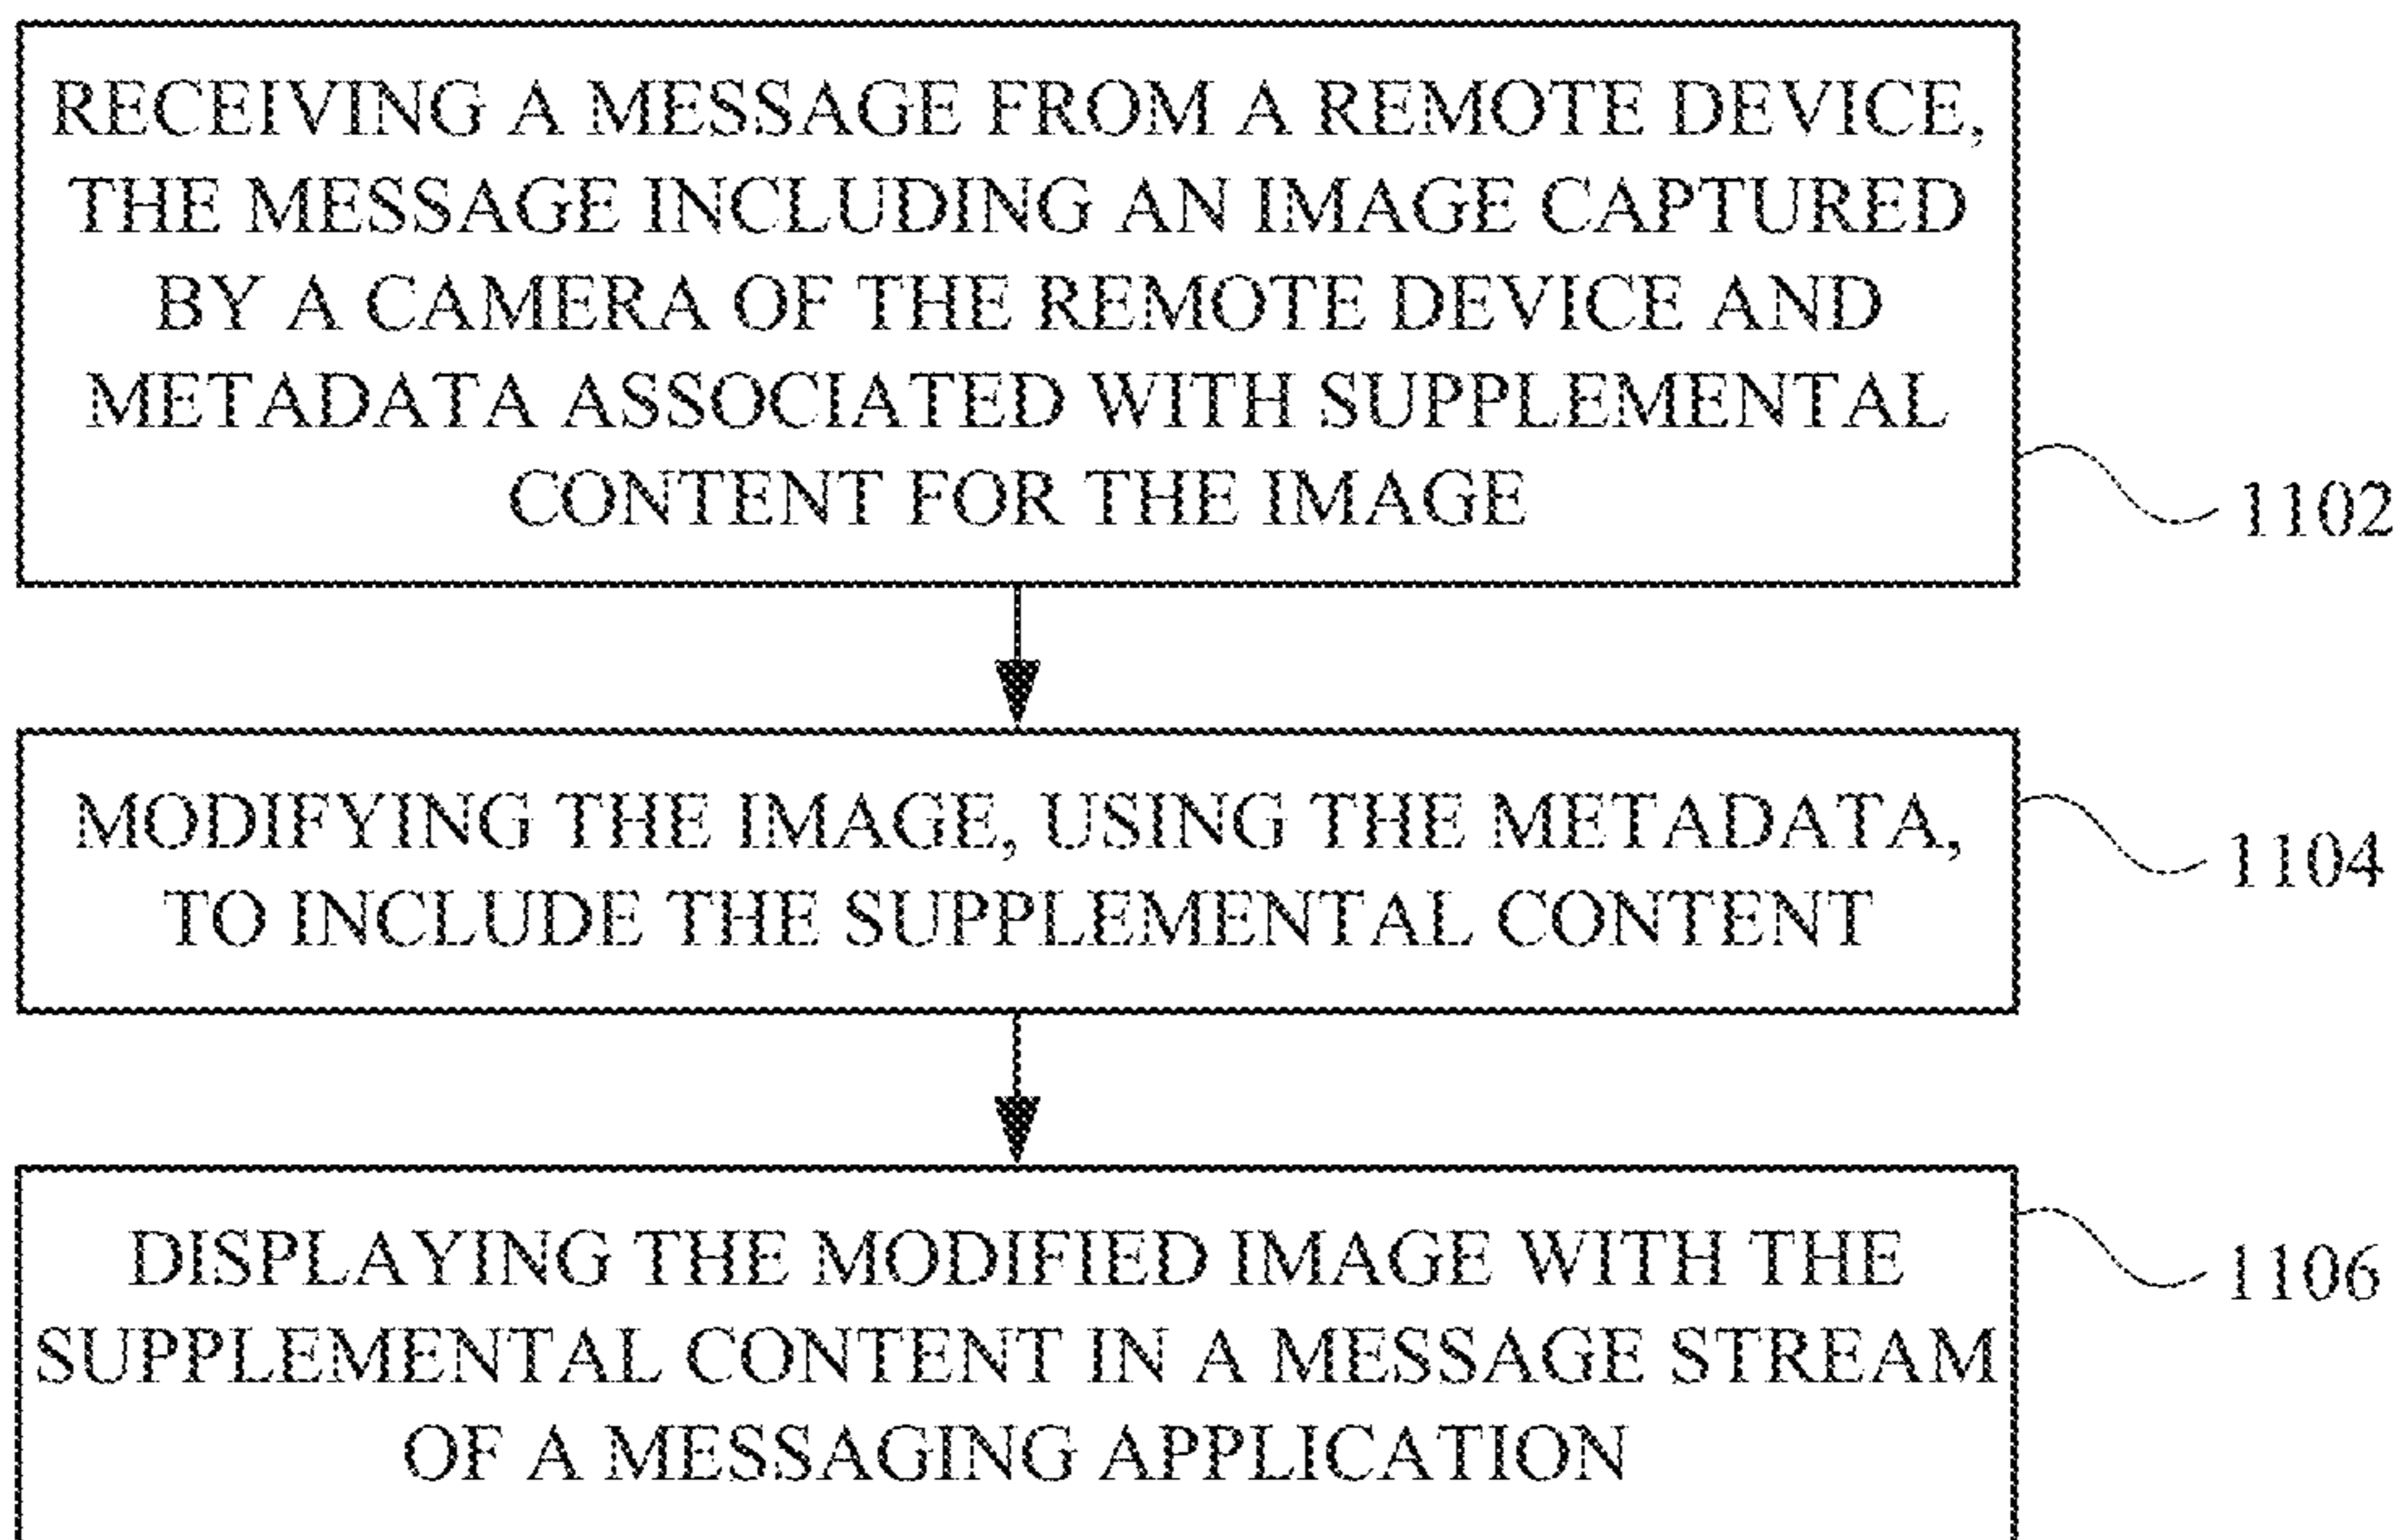 RECEIVING A MESSAGE FROM A REMOTE DEVICE,
THE MESSAGE INCLUDING AN IMAGE CAPTURED
BY A CAMERA OF THE REMOTE DEVICE AND
METADATA ASSOCIATED WITH SUPPLEMENTAL
CONTENT FOR THE IMAGE
1102
MODIFYING THE IMAGE, USING THE METADATA,
TO INCLUDE THE SUPPLEMENTAL CONTENT
1104
DISPLAYING THE MODIFIED IMAGE WITH THE
SUPPLEMENTAL CONTENT IN A MESSAGE STREAM
OF A MESSAGING APPLICATION
1106